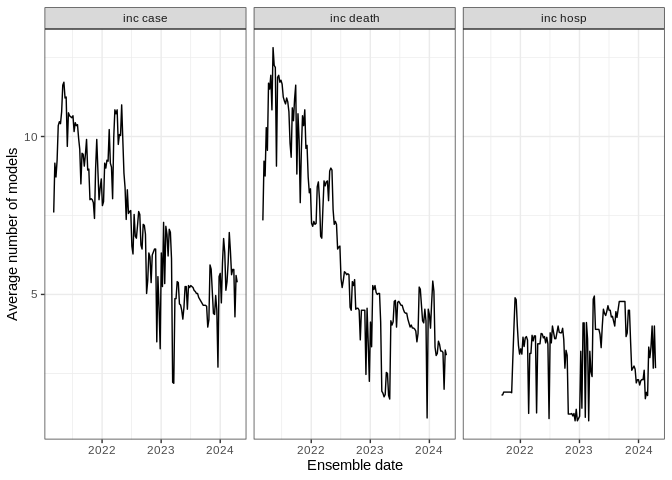 inc case
inc death
inc hosp
Average number of models
10
5
2022
2023
2024
2022
2023
2024
2022
2023
2024
Ensemble date